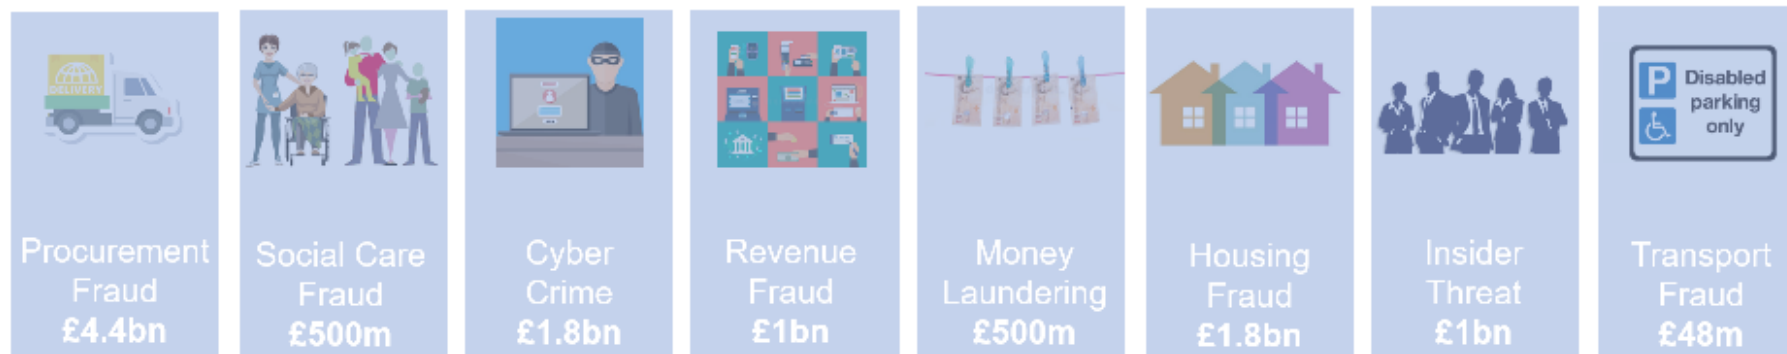 DELIVERY
Procurement
Fraud
£4.4bn
Social Care
Fraud
£500m
Cyber
Crime
£1.8bn
Revenue
Fraud
£1bn
Money
Laundering
£500m
Housing
Fraud
£1.8bn
Insider
Threat
£1bn
P
Disabled
parking
only
Transport
Fraud
£48m